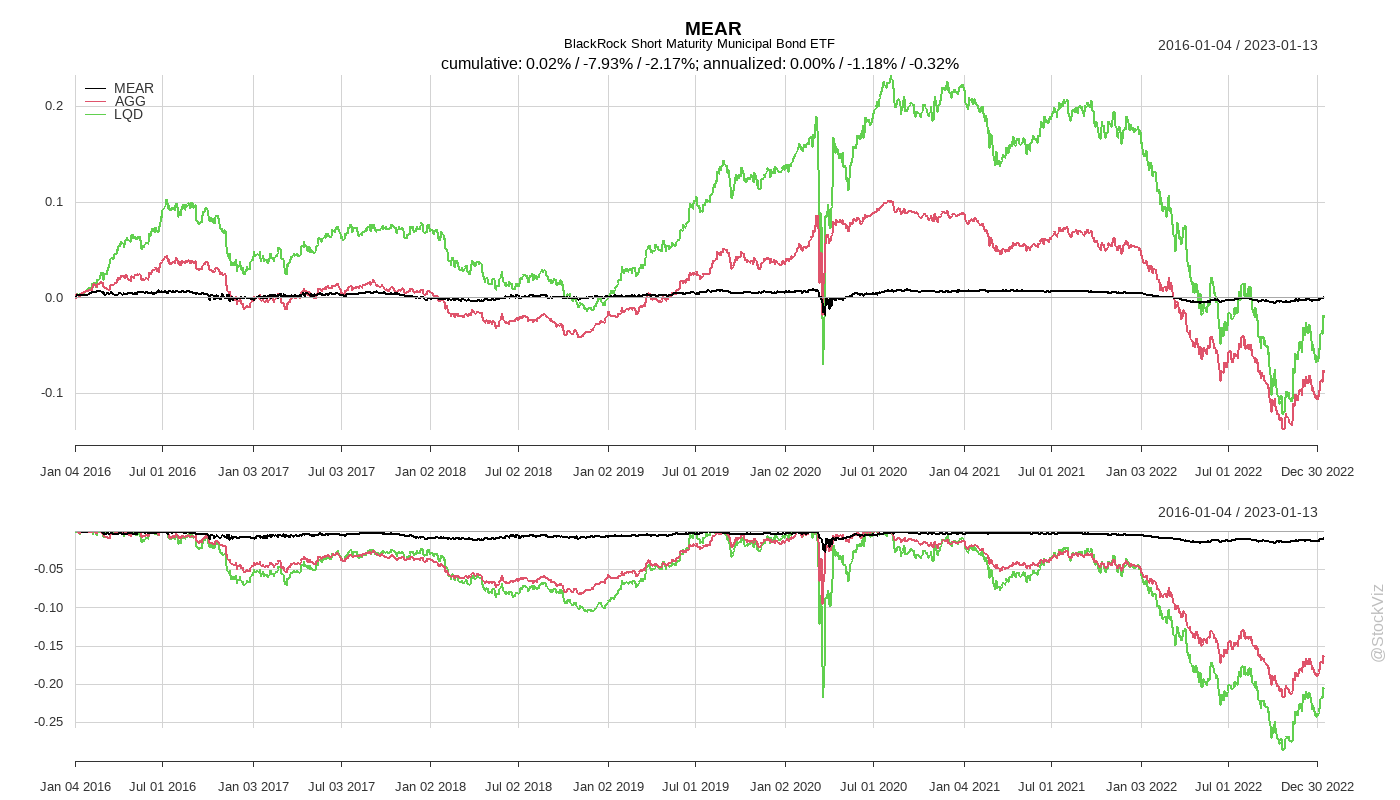 MEAR
BlackRock Short Maturity Municipal Bond ETF
2016-01-04 / 2023-01-13
cumulative: 0.02% / -7.93% / -2.17%; annualized: 0.00% / -1.18% / -0.32%
MEAR
AGG
LQD
0.2
0.1
0.0
-0.1
Jan 04 2016 Jul 01 2016 Jan 03 2017 Jul 03 2017 Jan 02 2018 Jul 02 2018 Jan 02 2019 Jul 01 2019 Jan 02 2020 Jul 01 2020 Jan 04 2021 Jul 01 2021 Jan 03 2022 Jul 01 2022 Dec 30 2022
2016-01-04 / 2023-01-13
-0.05
-0.10
-0.15
-0.20
-0.25
Jan 04 2016 Jul 01 2016 Jan 03 2017 Jul 03 2017 Jan 02 2018 Jul 02 2018 Jan 02 2019 Jul 01 2019 Jan 02 2020 Jul 01 2020 Jan 04 2021 Jul 01 2021 Jan 03 2022 Jul 01 2022 Dec 30 2022
@StockViz